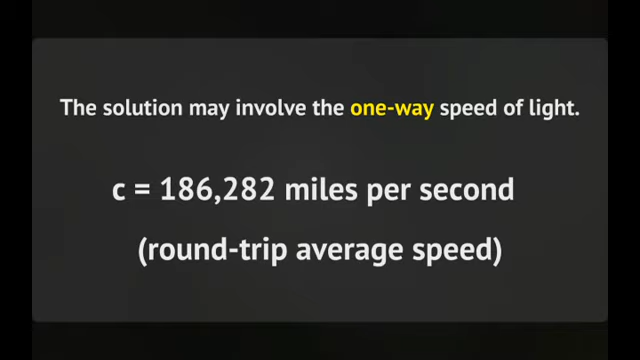 The solution may involve the one-way speed of light.
c = 186,282 miles per second
(round-trip average speed)